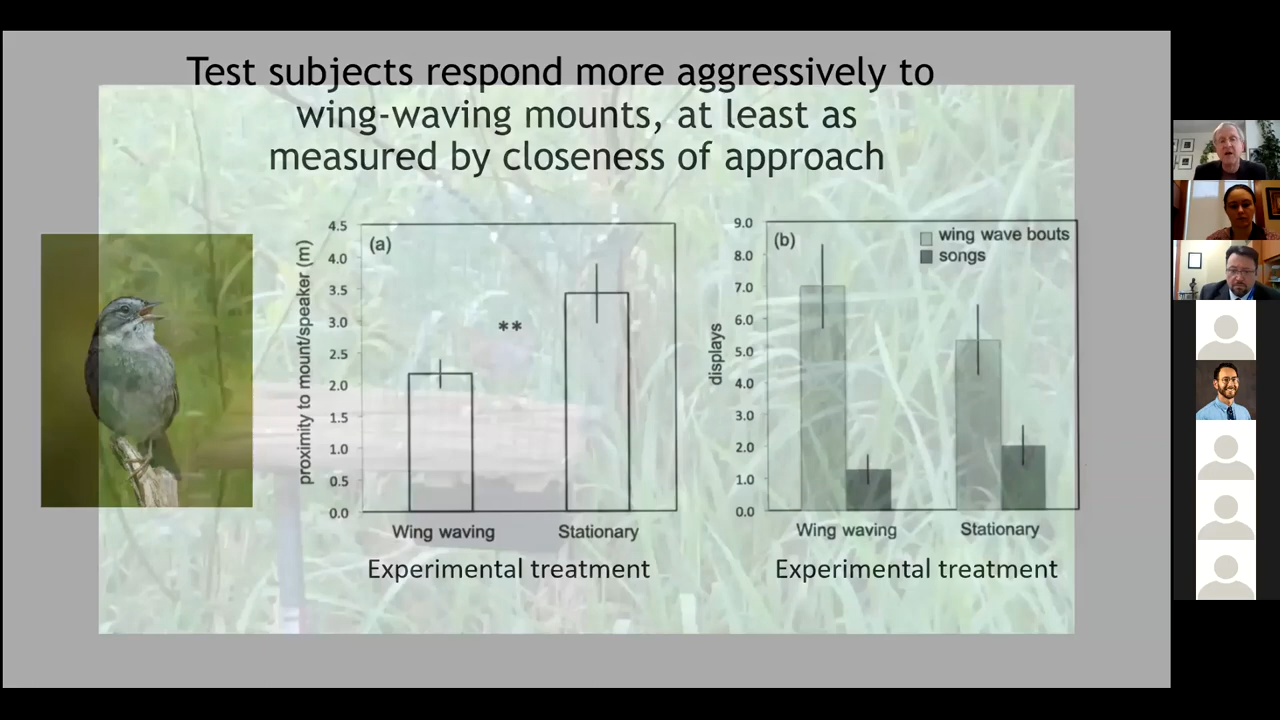 Test subjects respond more aggressively to
wing-waving mounts, at least as
measured by closeness of approach
proximity to mount/speaker (m)
4.5
4.0
3.5
3.0
2.5
2.0
1.5
1.0
0.5
0.0
(a)
**
Wing waving
Stationary
Experimental treatment
displays
9.0
8.0
7.0
6.0
5.0
4.0
3.0
2.0
1.0
0.0
(b)
wing wave bouts
songs
Wing waving
Stationary
Experimental treatment